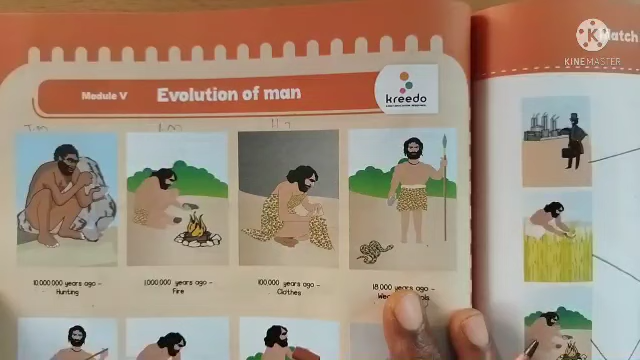 Module V
Evolution of man
kreedo
Match
KINEMASTER
10,000,000 years ago -
Hunting
1,000,000 years ago -
Fire
100,000 years ago -
Clothes
18,000 years ago -